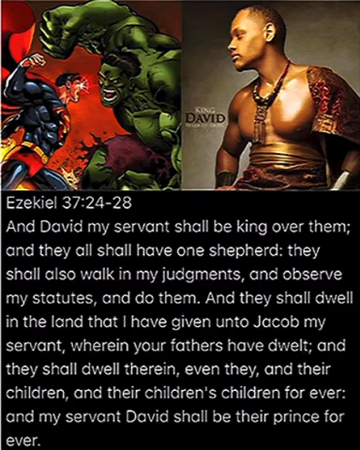 KING
DAVID
Ezekiel 37:24-28
And David my servant shall be king over them;
and they all shall have one shepherd: they
shall also walk in my judgments, and observe
my statutes, and do them. And they shall dwell
in the land that I have given unto Jacob my
servant, wherein your fathers have dwelt; and
they shall dwell therein, even they, and their
children, and their children's children for ever:
and my servant David shall be their prince for
ever.